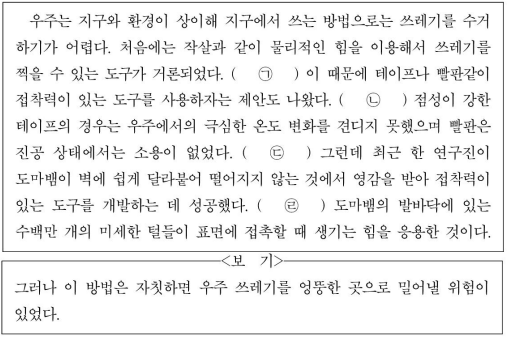 우주는 지구와 환경이 상이해 지구에서 쓰는 방법으로는 쓰레기를 수거
하기가 어렵다. 처음에는 작살과 같이 물리적인 힘을 이용해서 쓰레기를
찍을 수 있는 도구가 거론되었다. ( ㉠ ) 이 때문에 테이프나 빨판같이
접착력이 있는 도구를 사용하자는 제안도 나왔다. ( ㉡ ) 점성이 강한
테이프의 경우는 우주에서의 극심한 온도 변화를 견디지 못했으며 빨판은
진공 상태에서는 소용이 없었다. ( ㉢ ) 그런데 최근 한 연구진이
도마뱀이 벽에 쉽게 달라붙어 떨어지지 않는 것에서 영감을 받아 접착력이
있는 도구를 개발하는 데 성공했다. ( ㉣ ) 도마뱀의 발바닥에 있는
수백만 개의 미세한 털들이 표면에 접촉할 때 생기는 힘을 응용한 것이다.
<보 기>
그러나 이 방법은 자칫하면 우주 쓰레기를 엉뚱한 곳으로 밀어낼 위험이
있었다.